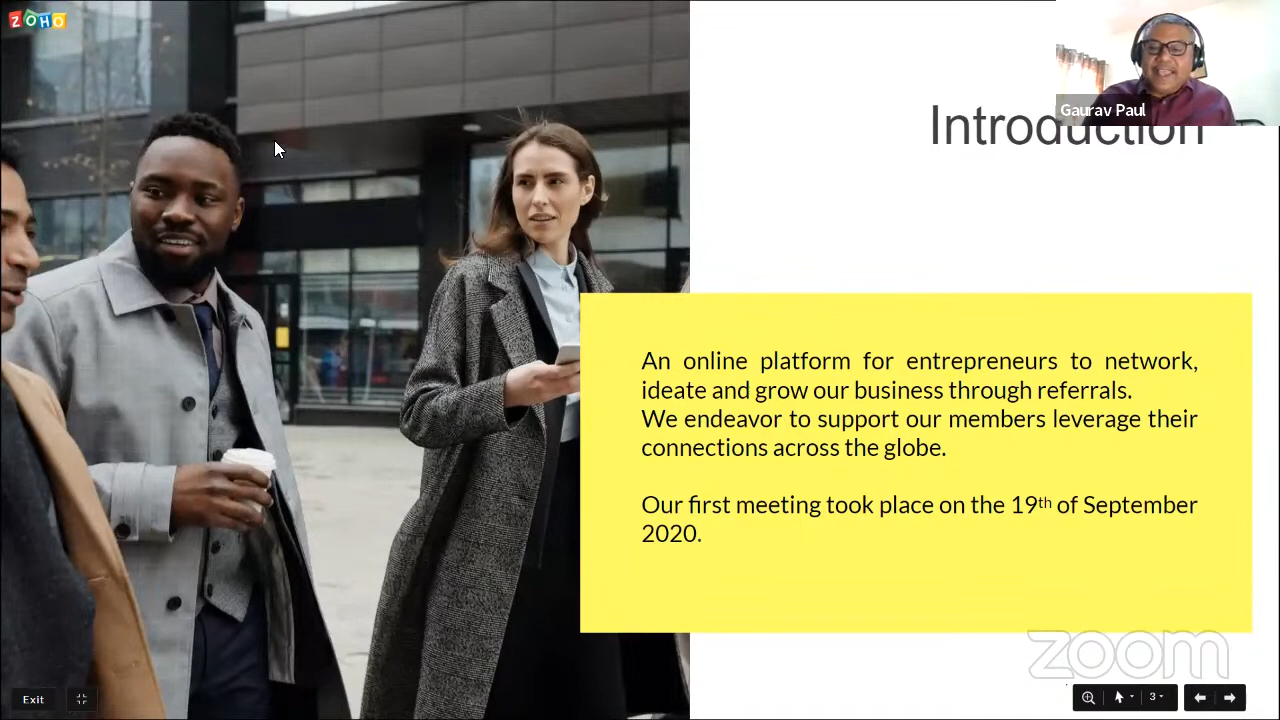 ZOHO
Gaurav Paul
Introduction
An online platform for entrepreneurs to network,
ideate and grow our business through referrals.
We endeavor to support our members leverage their
connections across the globe.
Our first meeting took place on the 19th of September
2020.
zoom
Exit
3